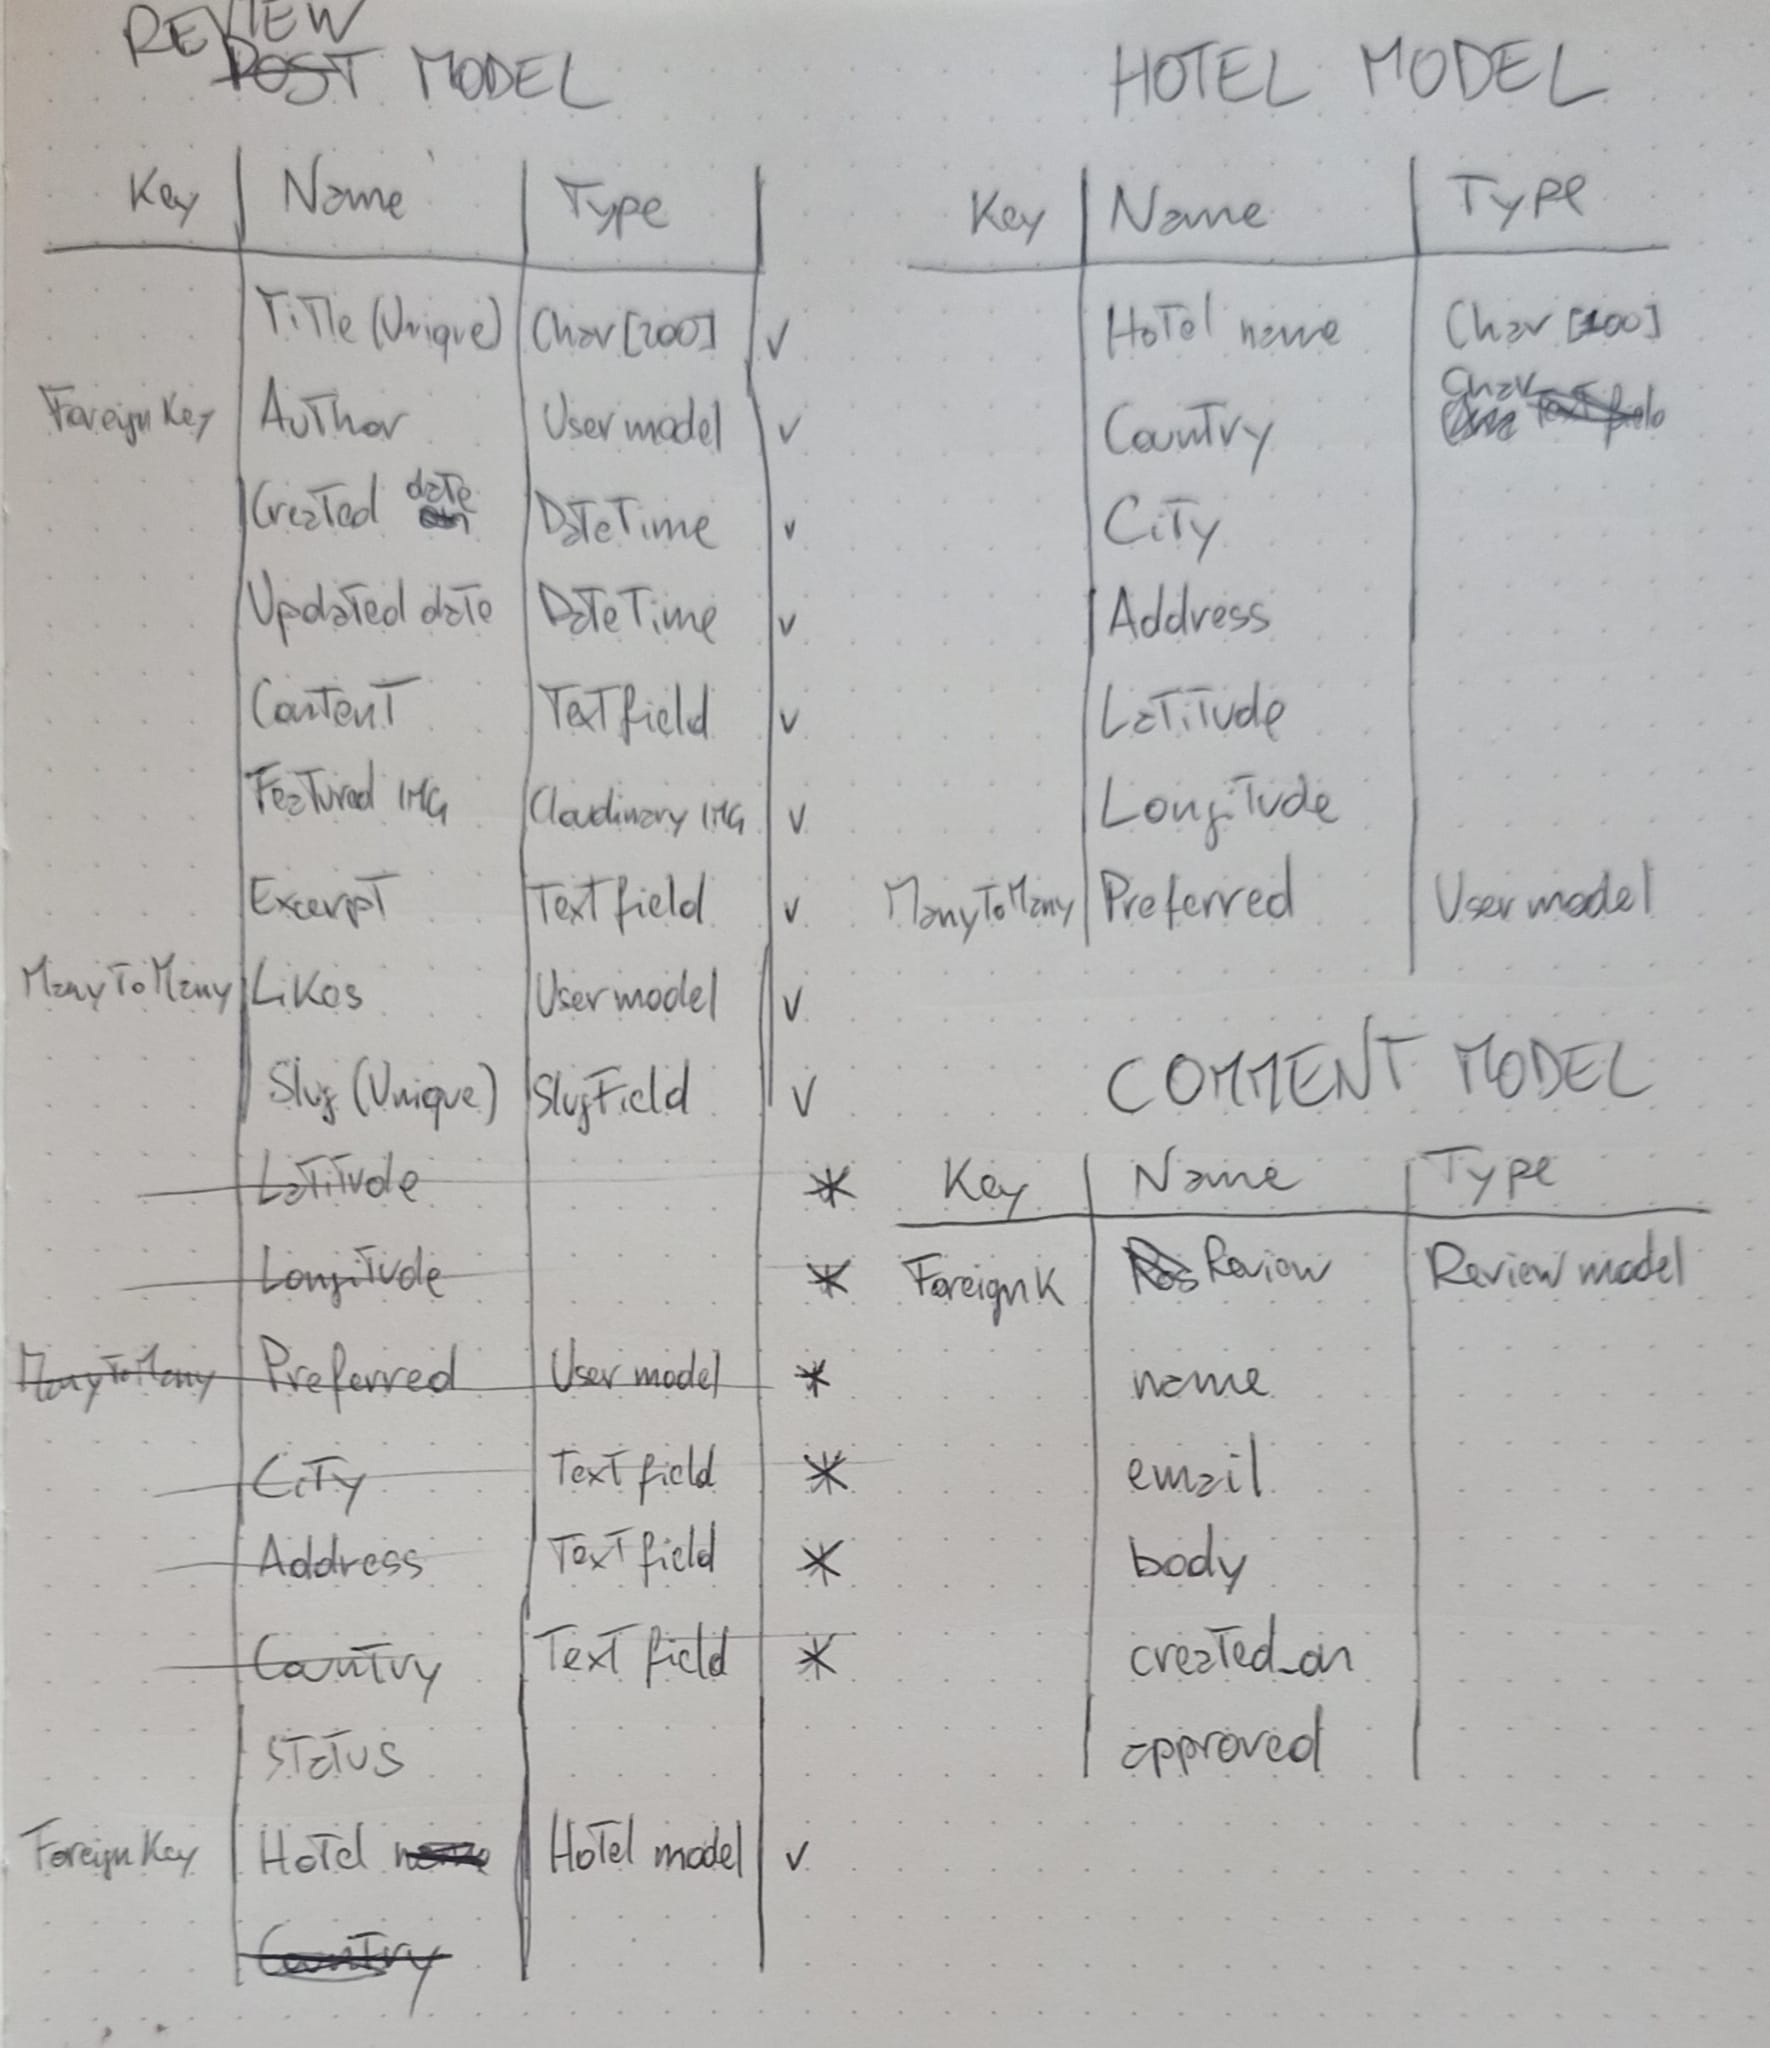 REVIEW
POST MODEL
Key Name Type
Title (Unique) Char [200] v
Foreign Key Author User model v
Created date DateTime v
Updated date DateTime v
Content Textfield v
Featured IMG Cloudinary IMG v
Excerpt Textfield v
ManyToMany Likes User model v
Slug (Unique) SlugField v
Latitude *
Longitude *
ManyToMany Preferred User model *
City Text field *
Address Text field *
Country Text field *
Status
Foreign Key Hotel name Hotel model v
Country
HOTEL MODEL
Key Name Type
Hotel name Char [100]
Country Char Text field
City
Address
Latitude
Longitude
ManyToMany Preferred User model
COMMENT MODEL
Key Name Type
Foreign K Review Review model
name
email
body
created_on
approved